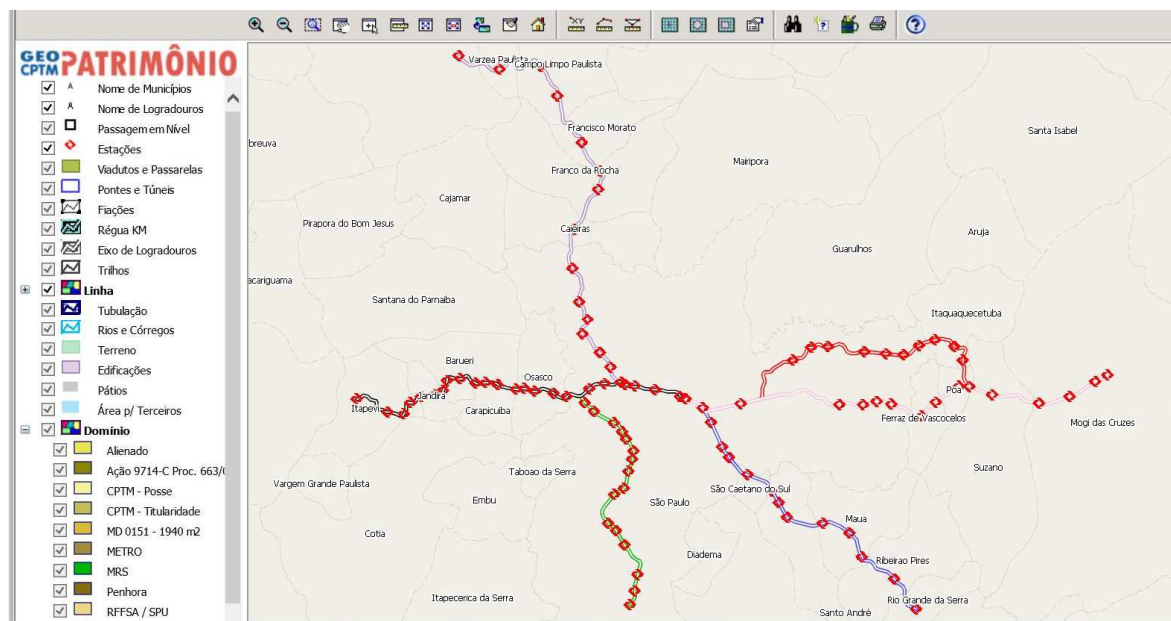 GEO
CPTM PATRIMÔNIO
Nome de Municípios
Nome de Logradouros
Passagem em Nível
Estações
Viadutos e Passarelas
Pontes e Túneis
Fiações
Régua KM
Eixo de Logradouros
Trilhos
Linha
Tubulação
Rios e Córregos
Terreno
Edificações
Pátios
Área p/ Terceiros
Domínio
Alienado
Ação 9714-C Proc. 663/
CPTM - Posse
CPTM - Titularidade
MD 0151 - 1940 m2
METRO
MRS
Penhora
RFFSA / SPU
XY
Varzea Paulista
Campo Limpo Paulista
Francisco Morato
Santa Isabel
breuva
Mairipora
Franco da Rocha
Cajamar
Pirapora do Bom Jesus
Caieiras
Aruja
Guarulhos
acariguama
Santana do Parnaiba
Itaquaquecetuba
Barueri
Osasco
Jandira
Itapevi
Carapicuiba
Poa
Ferraz de Vascocelos
Mogi das Cruzes
Suzano
Taboao da Serra
Vargem Grande Paulista
São Caetano do Sul
Embu
São Paulo
Maua
Cotia
Diadema
Ribeirao Pires
Itapecerica da Serra
Rio Grande da Serra
Santo André